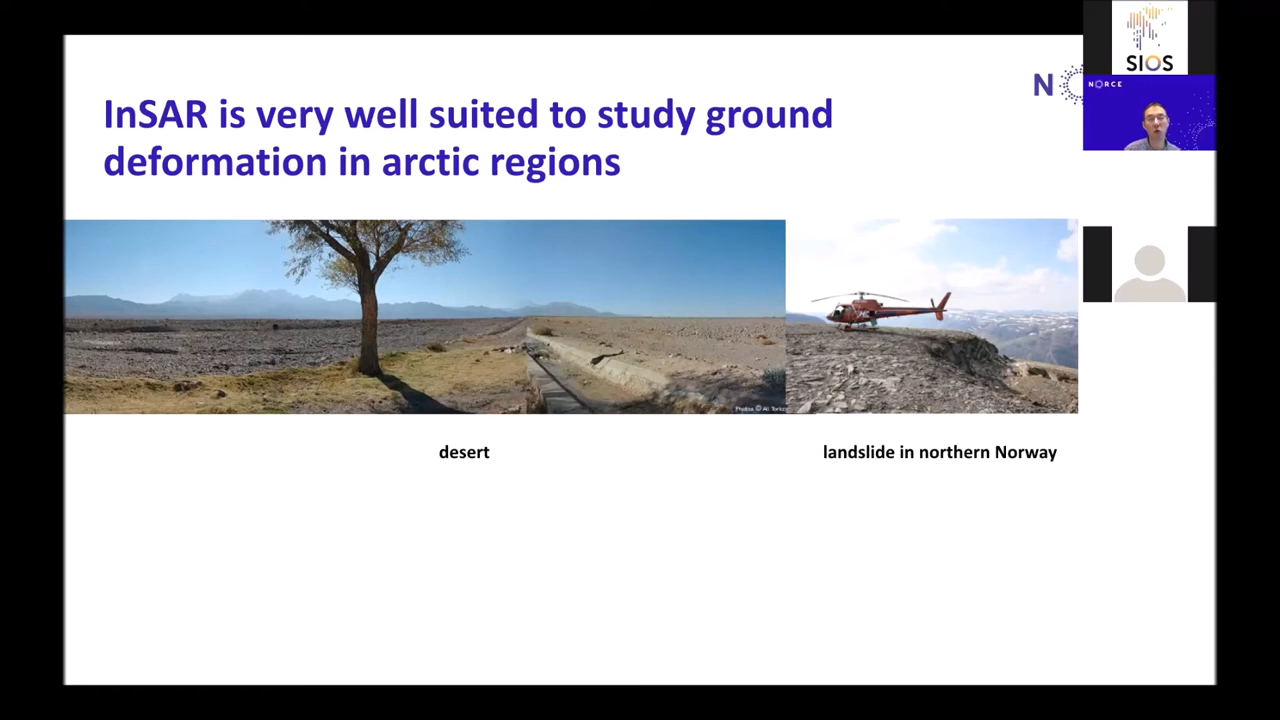 SIOS
NORCE
N
InSAR is very well suited to study ground
deformation in arctic regions
desert
landslide in northern Norway